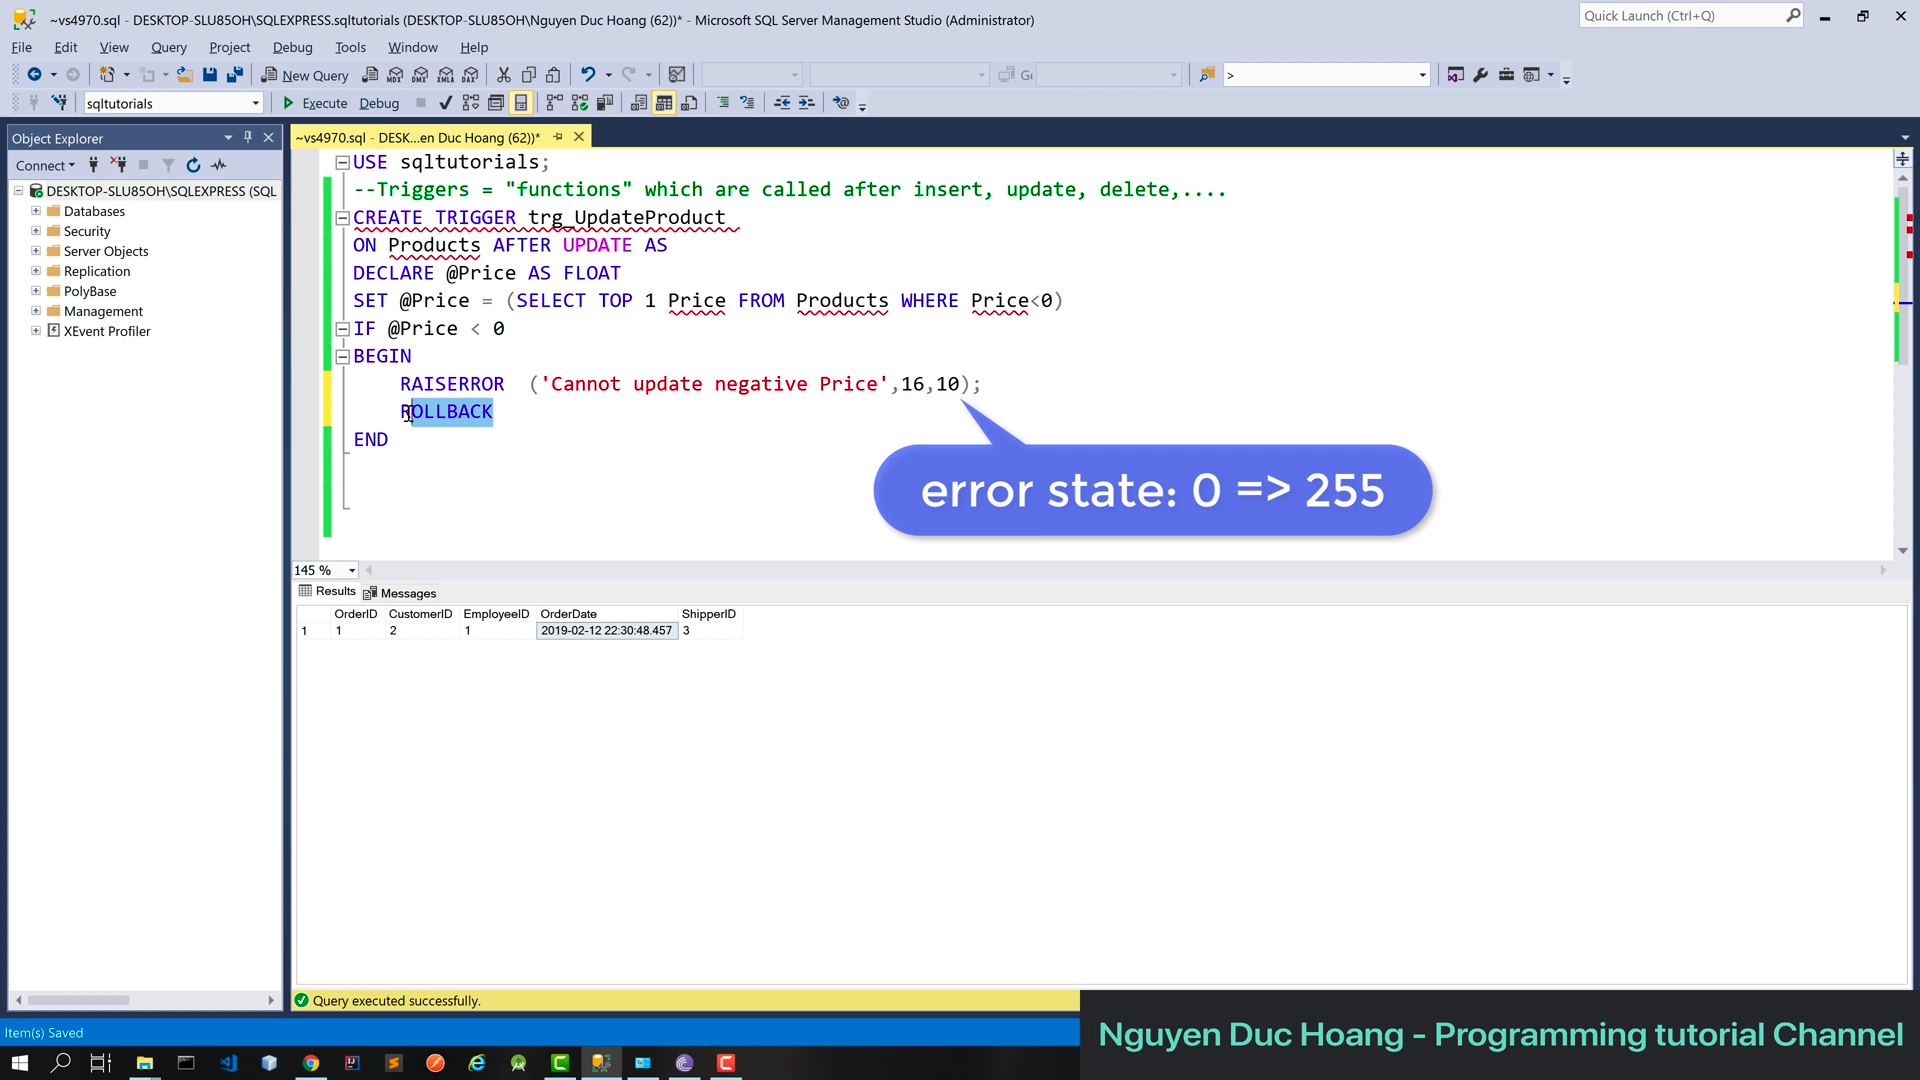 ~vs4970.sql - DESKTOP-SLU85OH\SQLEXPRESS.sqltutorials (DESKTOP-SLU85OH\Nguyen Duc Hoang (62))* - Microsoft SQL Server Management Studio (Administrator)
Quick Launch (Ctrl+Q)
File Edit View Query Project Debug Tools Window Help
New Query MDX DMX XMLA DAX Ge >
sqltutorials Execute Debug
Object Explorer
Connect
DESKTOP-SLU85OH\SQLEXPRESS (SQL
Databases
Security
Server Objects
Replication
PolyBase
Management
XEvent Profiler
~vs4970.sql - DESK...en Duc Hoang (62))*
USE sqltutorials;
--Triggers = "functions" which are called after insert, update, delete,....
CREATE TRIGGER trg_UpdateProduct
ON Products AFTER UPDATE AS
DECLARE @Price AS FLOAT
SET @Price = (SELECT TOP 1 Price FROM Products WHERE Price<0)
IF @Price < 0
BEGIN
RAISERROR ('Cannot update negative Price',16,10);
ROLLBACK
END
error state: 0 => 255
145 %
Results Messages
OrderID CustomerID EmployeeID OrderDate ShipperID
1 1 2 1 2019-02-12 22:30:48.457 3
Query executed successfully.
Item(s) Saved
Nguyen Duc Hoang - Programming tutorial Channel